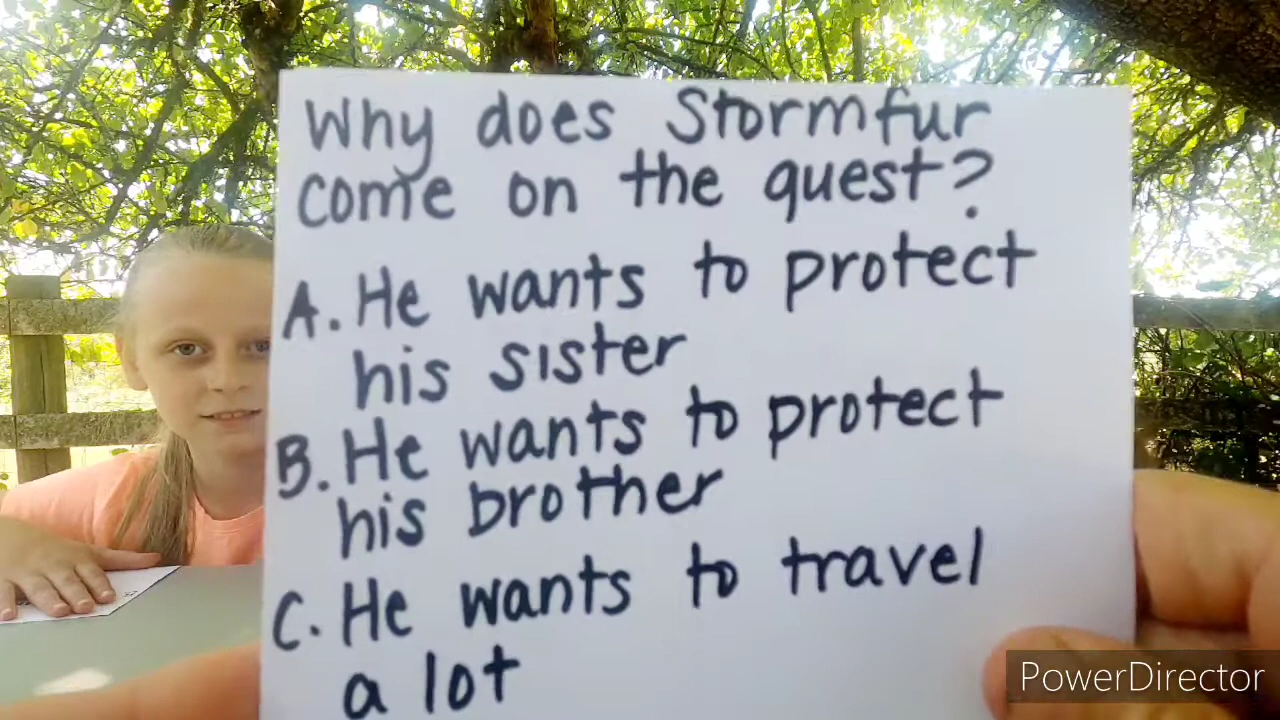 Why does Stormfur
come on the quest?
A. He wants to protect
his sister
B. He wants to protect
his brother
C. He wants to travel
a lot
PowerDirector